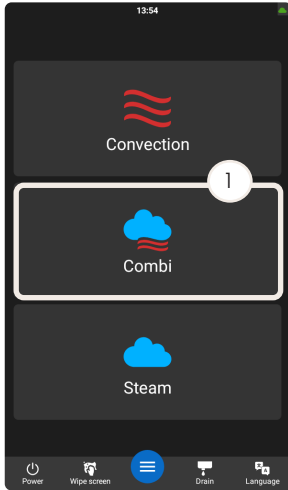 13:54
Convection
1
Combi
Steam
Power Wipe screen Drain Language